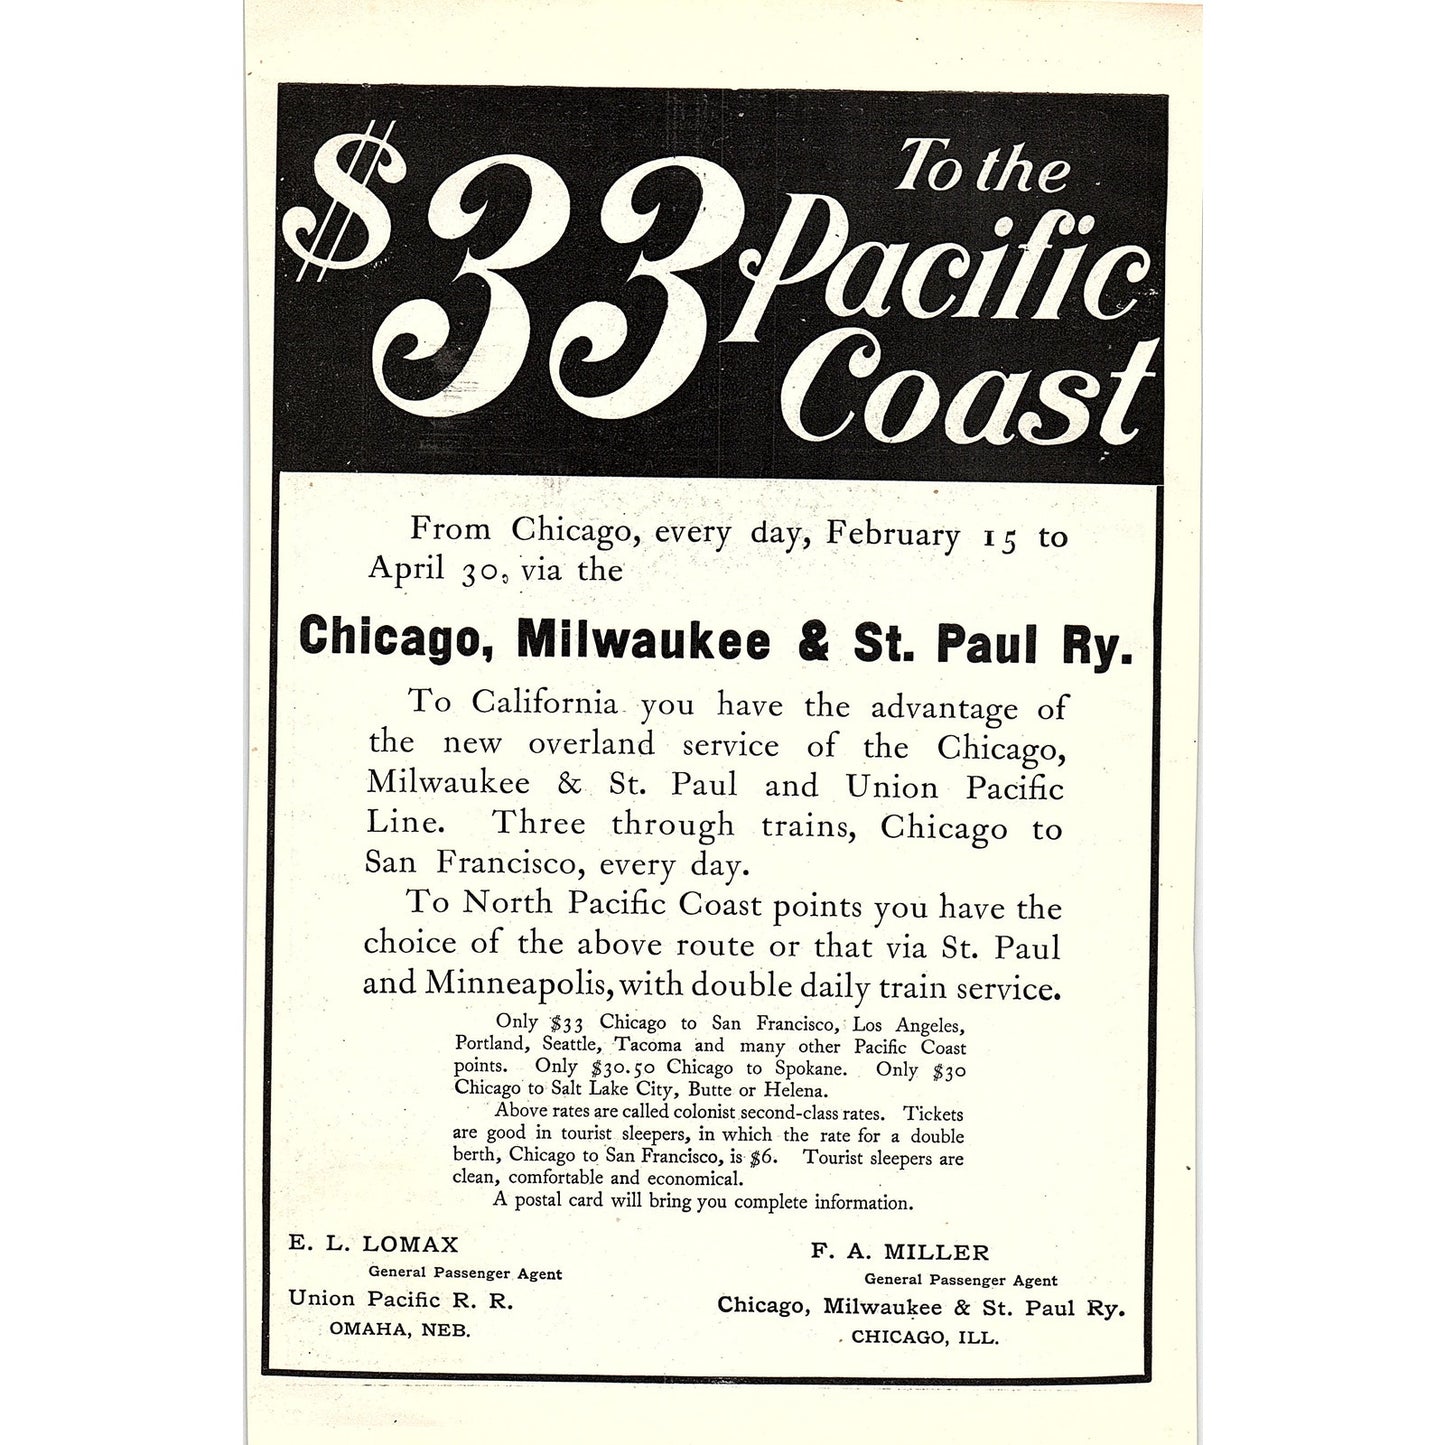 $33 To the
Pacific
Coast
From Chicago, every day, February 15 to
April 30, via the
Chicago, Milwaukee & St. Paul Ry.
To California you have the advantage of
the new overland service of the Chicago,
Milwaukee & St. Paul and Union Pacific
Line. Three through trains, Chicago to
San Francisco, every day.
To North Pacific Coast points you have the
choice of the above route or that via St. Paul
and Minneapolis, with double daily train service.
Only $33 Chicago to San Francisco, Los Angeles,
Portland, Seattle, Tacoma and many other Pacific Coast
points. Only $30.50 Chicago to Spokane. Only $30
Chicago to Salt Lake City, Butte or Helena.
Above rates are called colonist second-class rates. Tickets
are good in tourist sleepers, in which the rate for a double
berth, Chicago to San Francisco, is $6. Tourist sleepers are
clean, comfortable and economical.
A postal card will bring you complete information.
E. L. LOMAX
General Passenger Agent
Union Pacific R. R.
OMAHA, NEB.
F. A. MILLER
General Passenger Agent
Chicago, Milwaukee & St. Paul Ry.
CHICAGO, ILL.